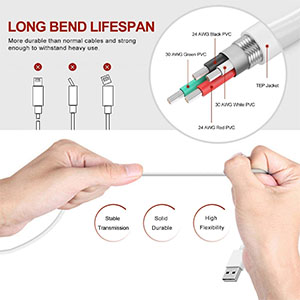 LONG BEND LIFESPAN
More durable than normal cables and strong
enough to withstand heavy use.
24 AWG Black PVC
30 AWG Green PVC
TEP Jacket
30 AWG White PVC
24 AWG Red PVC
Stable
Transmission
Solid
Durable
High
Flexibility